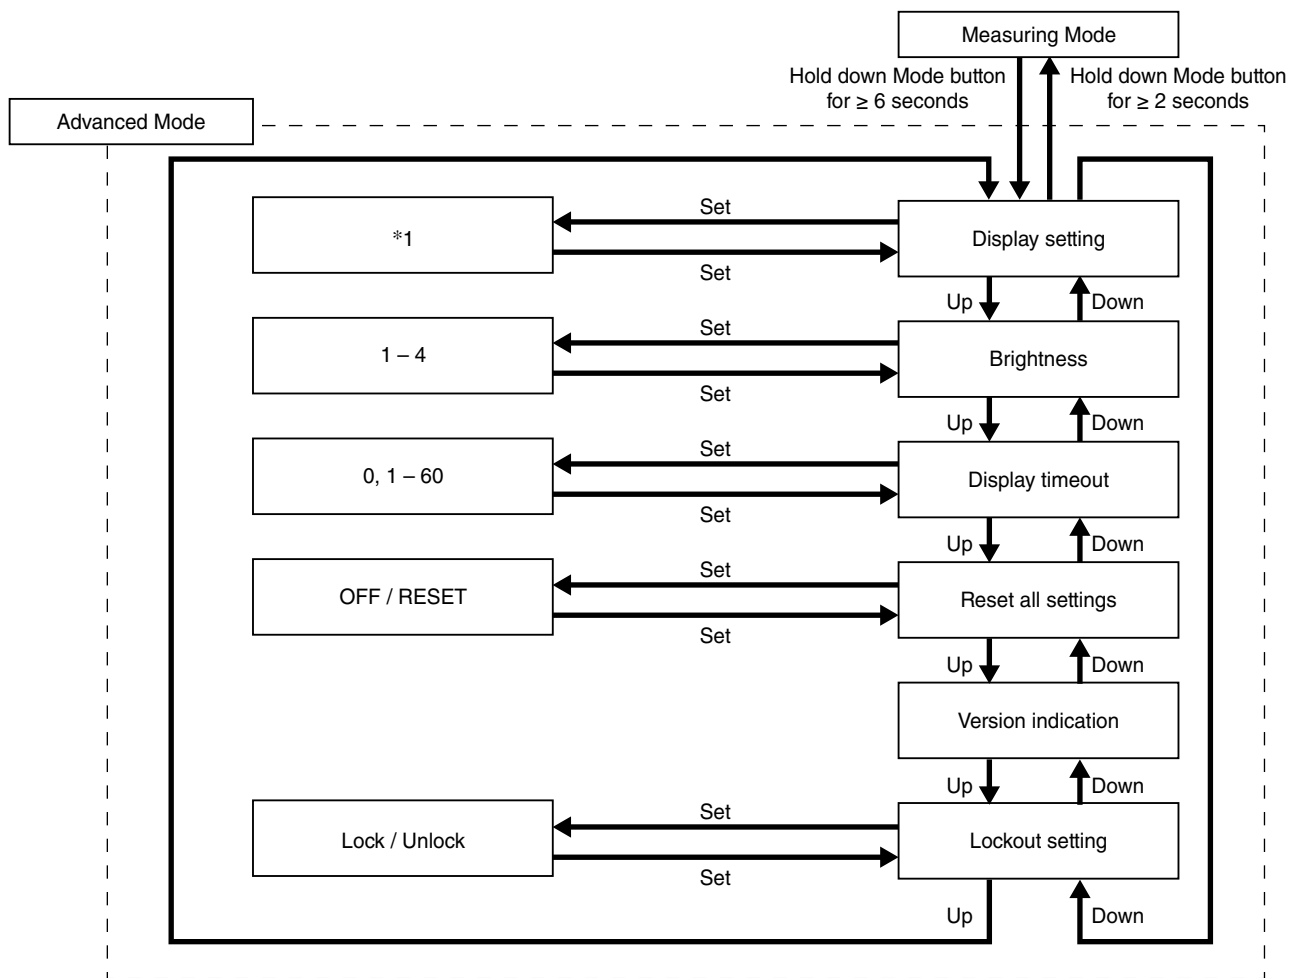 Measuring Mode
Hold down Mode button
for ≥ 6 seconds
Hold down Mode button
for ≥ 2 seconds
Advanced Mode
Set
*1
Display setting
Set
Up
Down
Set
1 – 4
Brightness
Set
Up
Down
Set
0, 1 – 60
Display timeout
Set
Up
Down
Set
OFF / RESET
Reset all settings
Set
Up
Down
Version indication
Up
Down
Set
Lock / Unlock
Lockout setting
Set
Up
Down